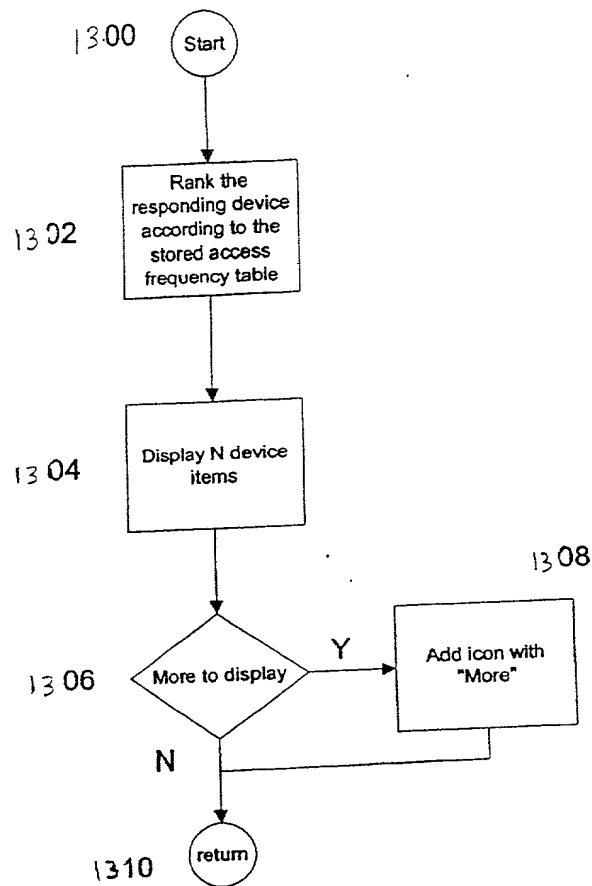 1300
Start
Rank the
responding device
according to the
stored access
frequency table
1302
Display N device
items
1304
1308
Add icon with
"More"
Y
More to display
1306
N
return
1310